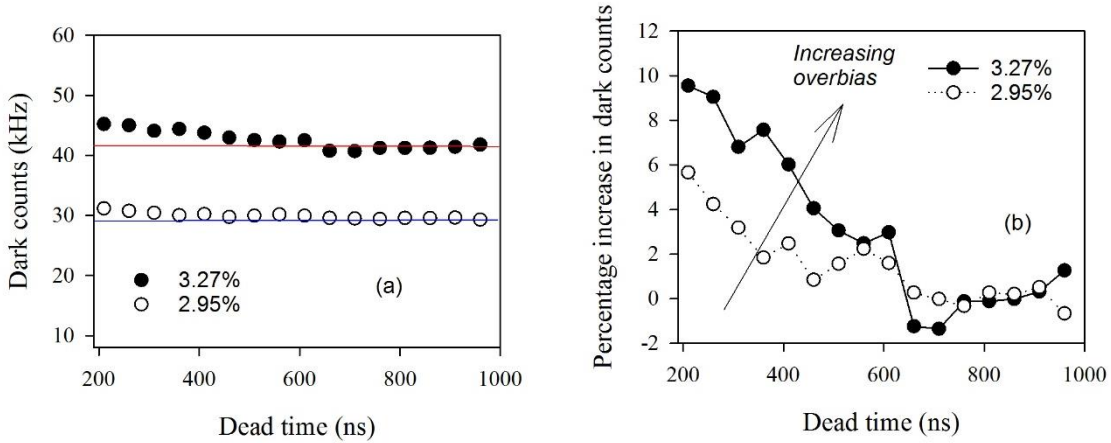 60
50
40
30
20
10
Dark counts (kHz)
3.27%
2.95%
(a)
200 400 600 800 1000
Dead time (ns)
12
10
8
6
4
2
0
-2
Percentage increase in dark counts
Increasing
overbias
3.27%
2.95%
(b)
200 400 600 800 1000
Dead time (ns)